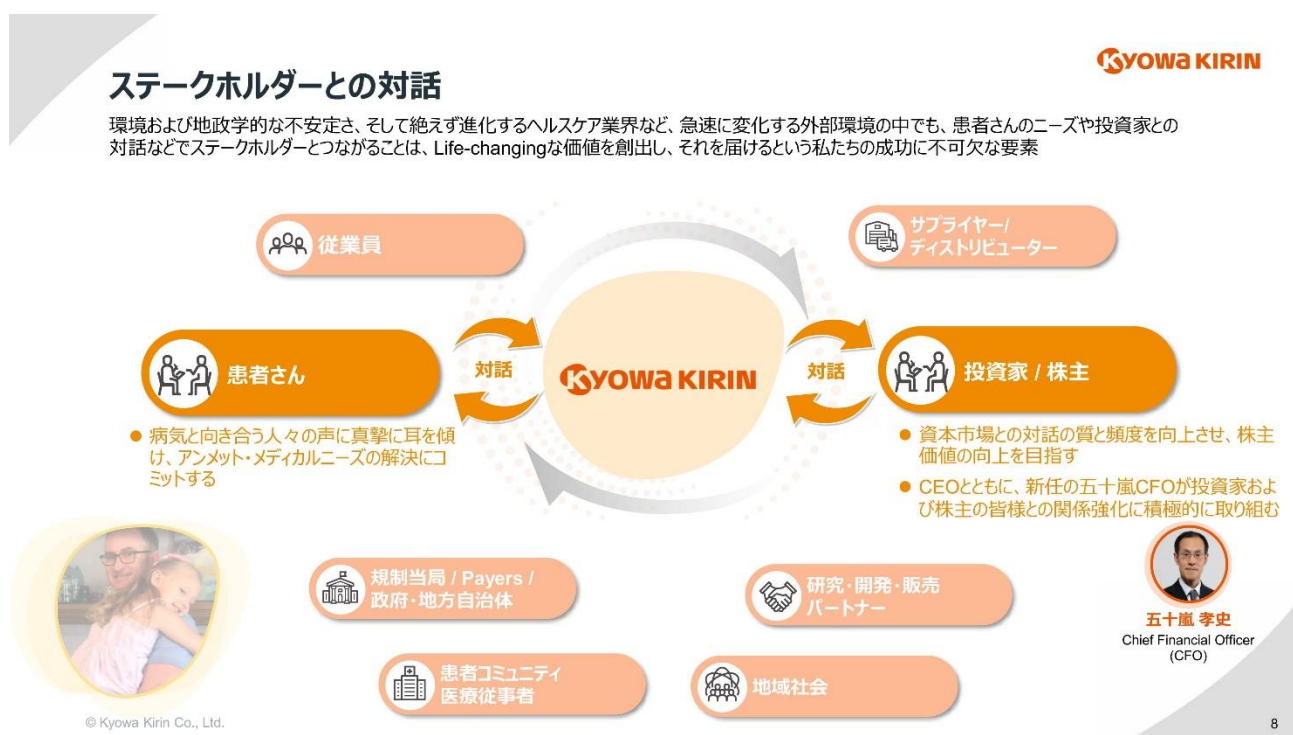 KYOWA KIRIN
ステークホルダーとの対話
環境および地政学的な不安定さ、そして絶えず進化するヘルスケア業界など、急速に変化する外部環境の中でも、患者さんのニーズや投資家との
対話などでステークホルダーとつながることは、Life-changingな価値を創出し、それを届けるという私たちの成功に不可欠な要素
従業員
サプライヤー/
ディストリビューター
患者さん
対話
KYOWA KIRIN
対話
投資家 / 株主
● 病気と向き合う人々の声に真摯に耳を傾
け、アンメット・メディカルニーズの解決にコ
ミットする
● 資本市場との対話の質と頻度を向上させ、株主
価値の向上を目指す
● CEOとともに、新任の五十嵐CFOが投資家およ
び株主の皆様との関係強化に積極的に取り組む
規制当局 / Payers /
政府・地方自治体
研究・開発・販売
パートナー
五十嵐 孝史
Chief Financial Officer
(CFO)
患者コミュニティ
医療従事者
地域社会
© Kyowa Kirin Co., Ltd.
8